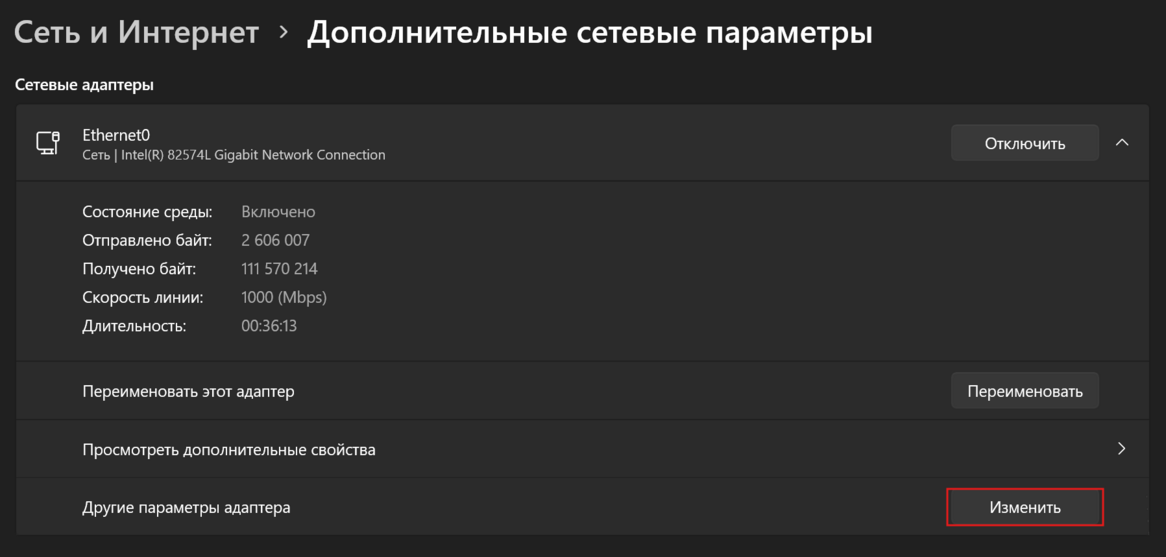 Сеть и Интернет › Дополнительные сетевые параметры
Сетевые адаптеры
Ethernet0
Сеть | Intel(R) 82574L Gigabit Network Connection
Отключить
Состояние среды: Включено
Отправлено байт: 2 606 007
Получено байт: 111 570 214
Скорость линии: 1000 (Mbps)
Длительность: 00:36:13
Переименовать этот адаптер
Переименовать
Просмотреть дополнительные свойства
Другие параметры адаптера
Изменить